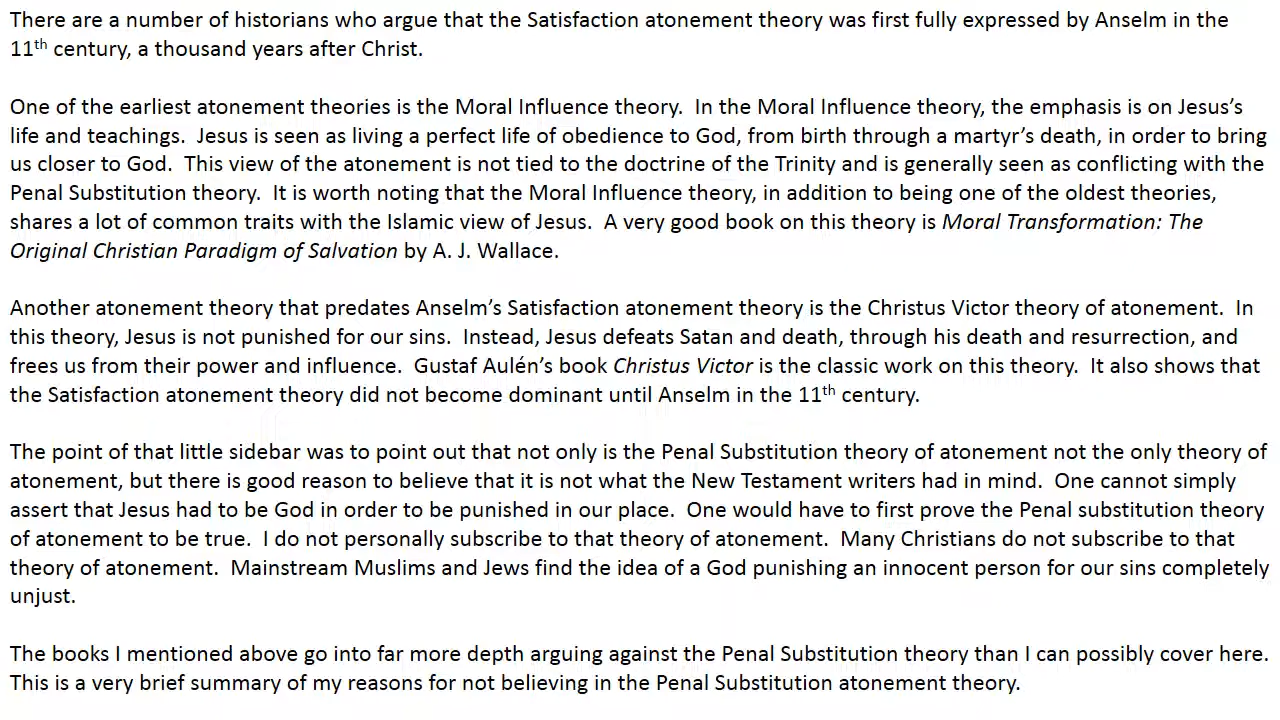 There are a number of historians who argue that the Satisfaction atonement theory was first fully expressed by Anselm in the
11th century, a thousand years after Christ.
One of the earliest atonement theories is the Moral Influence theory.  In the Moral Influence theory, the emphasis is on Jesus’s
life and teachings.  Jesus is seen as living a perfect life of obedience to God, from birth through a martyr’s death, in order to bring
us closer to God.  This view of the atonement is not tied to the doctrine of the Trinity and is generally seen as conflicting with the
Penal Substitution theory.  It is worth noting that the Moral Influence theory, in addition to being one of the oldest theories,
shares a lot of common traits with the Islamic view of Jesus.  A very good book on this theory is Moral Transformation: The
Original Christian Paradigm of Salvation by A. J. Wallace.
Another atonement theory that predates Anselm’s Satisfaction atonement theory is the Christus Victor theory of atonement.  In
this theory, Jesus is not punished for our sins.  Instead, Jesus defeats Satan and death, through his death and resurrection, and
frees us from their power and influence.  Gustaf Aulén’s book Christus Victor is the classic work on this theory.  It also shows that
the Satisfaction atonement theory did not become dominant until Anselm in the 11th century.
The point of that little sidebar was to point out that not only is the Penal Substitution theory of atonement not the only theory of
atonement, but there is good reason to believe that it is not what the New Testament writers had in mind.  One cannot simply
assert that Jesus had to be God in order to be punished in our place.  One would have to first prove the Penal substitution theory
of atonement to be true.  I do not personally subscribe to that theory of atonement.  Many Christians do not subscribe to that
theory of atonement.  Mainstream Muslims and Jews find the idea of a God punishing an innocent person for our sins completely
unjust.
The books I mentioned above go into far more depth arguing against the Penal Substitution theory than I can possibly cover here.
This is a very brief summary of my reasons for not believing in the Penal Substitution atonement theory.